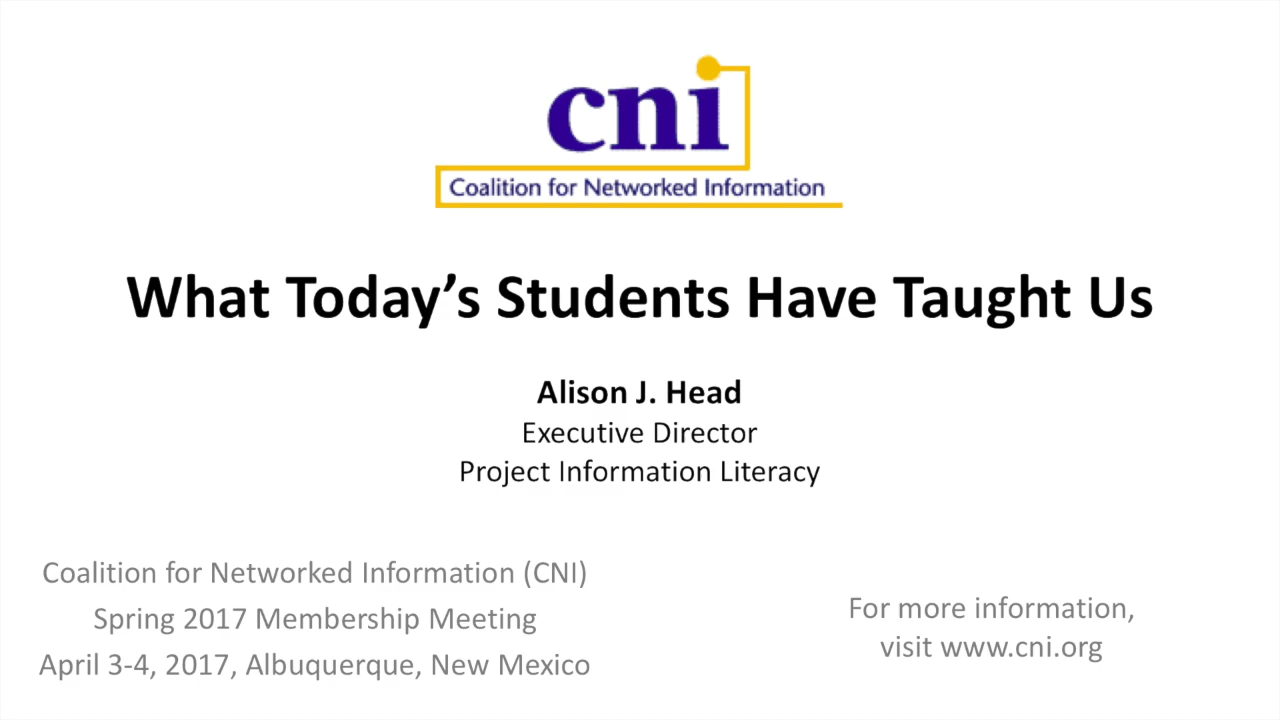 cni
Coalition for Networked Information
What Today’s Students Have Taught Us
Alison J. Head
Executive Director
Project Information Literacy
Coalition for Networked Information (CNI)
Spring 2017 Membership Meeting
April 3-4, 2017, Albuquerque, New Mexico
For more information,
visit www.cni.org